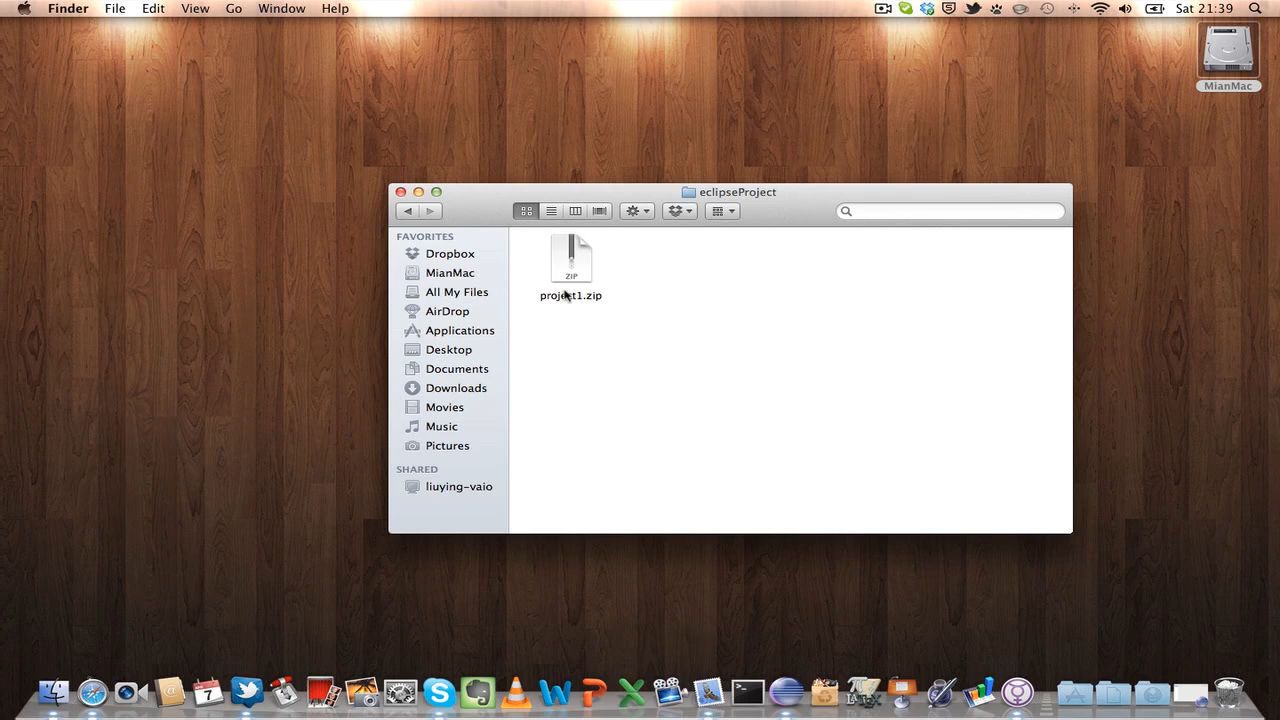 Finder File Edit View Go Window Help Sat 21:39
MianMac
eclipseProject
FAVORITES
Dropbox
MianMac
All My Files
AirDrop
Applications
Desktop
Documents
Downloads
Movies
Music
Pictures
SHARED
liuying-vaio
ZIP
project1.zip
7